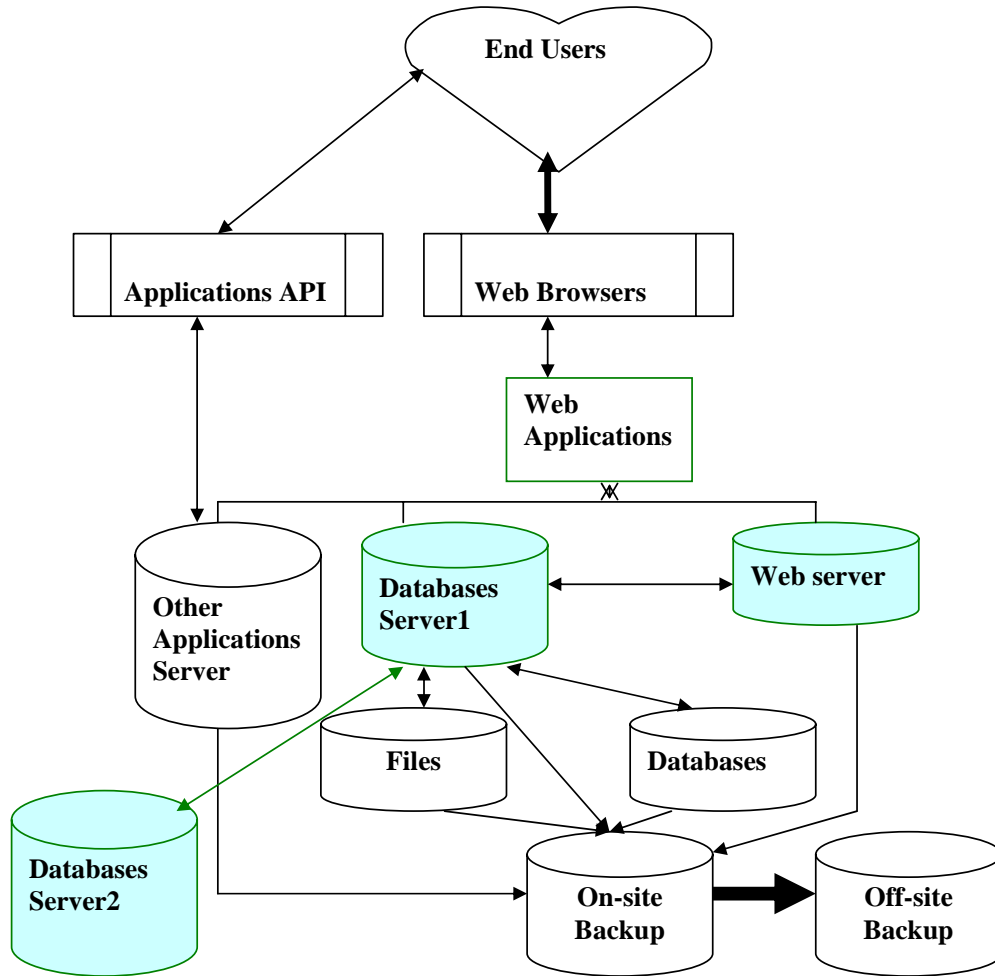 End Users
Applications API
Web Browsers
Web
Applications
Other
Applications
Server
Databases
Server1
Web server
Files
Databases
Databases
Server2
On-site
Backup
Off-site
Backup